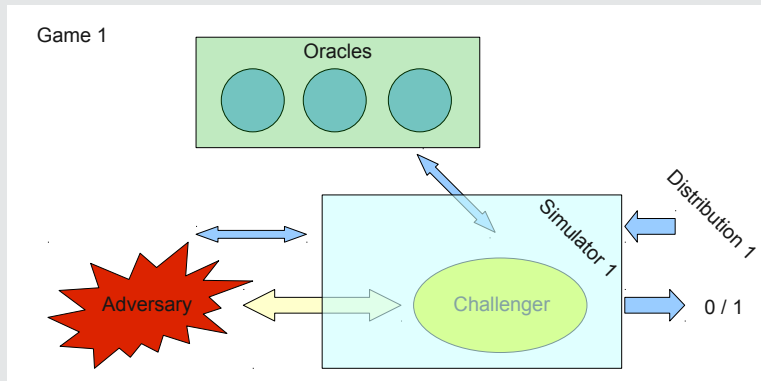 Game 1
Oracles
Simulator 1
Distribution 1
Adversary
Challenger
0 / 1